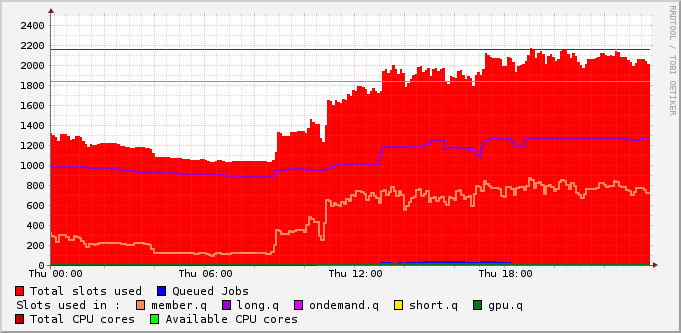 RRDTOOL / TOBI OETIKER
2400
2200
2000
1800
1600
1400
1200
1000
800
600
400
200
0
Thu 00:00 Thu 06:00 Thu 12:00 Thu 18:00
Total slots used Queued Jobs
Slots used in : member.q long.q ondemand.q short.q gpu.q
Total CPU cores Available CPU cores